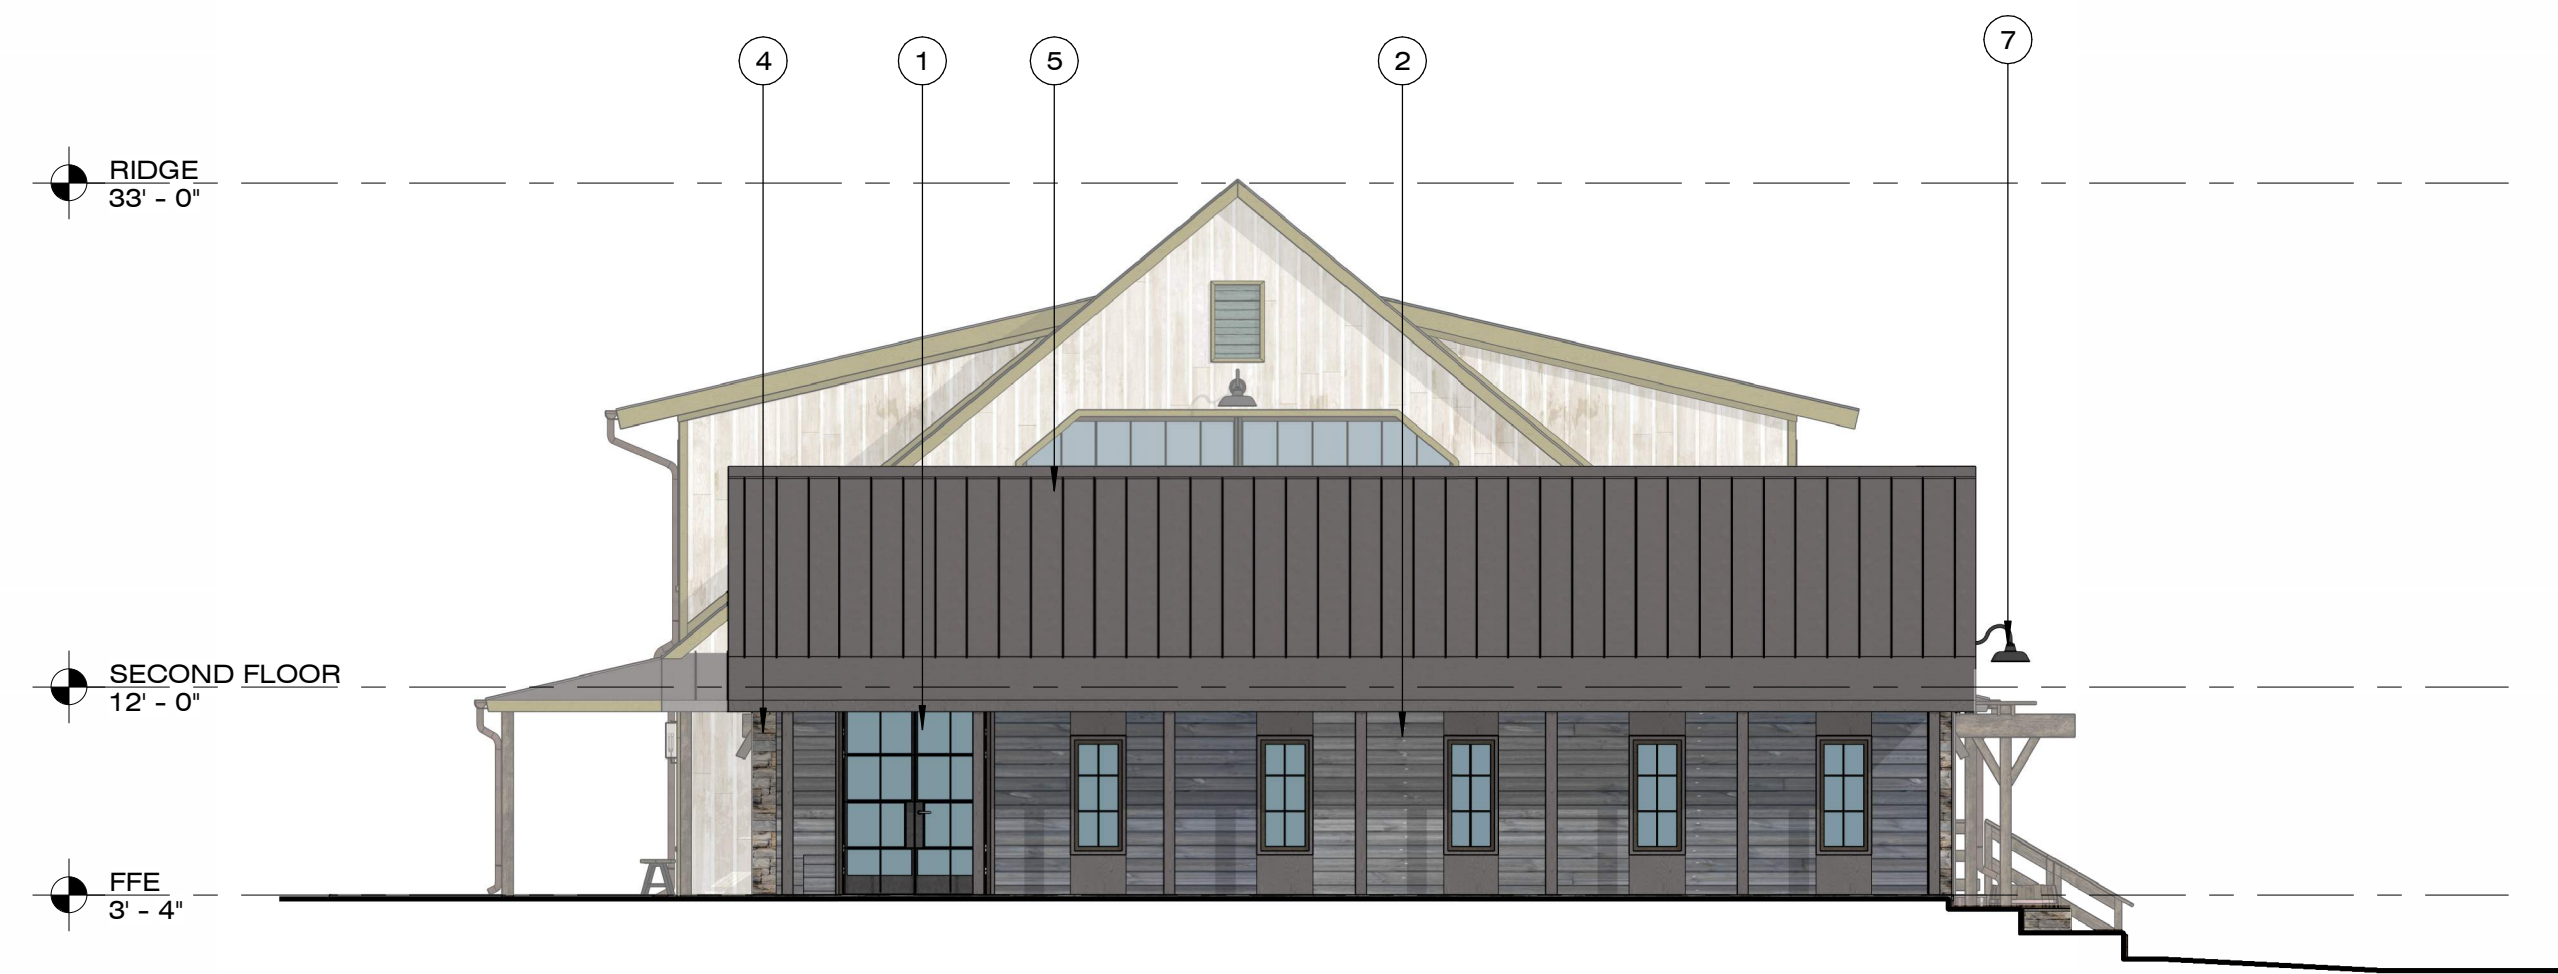 7
4 1 5 2
RIDGE
33' - 0"
SECOND FLOOR
12' - 0"
FFE
3' - 4"